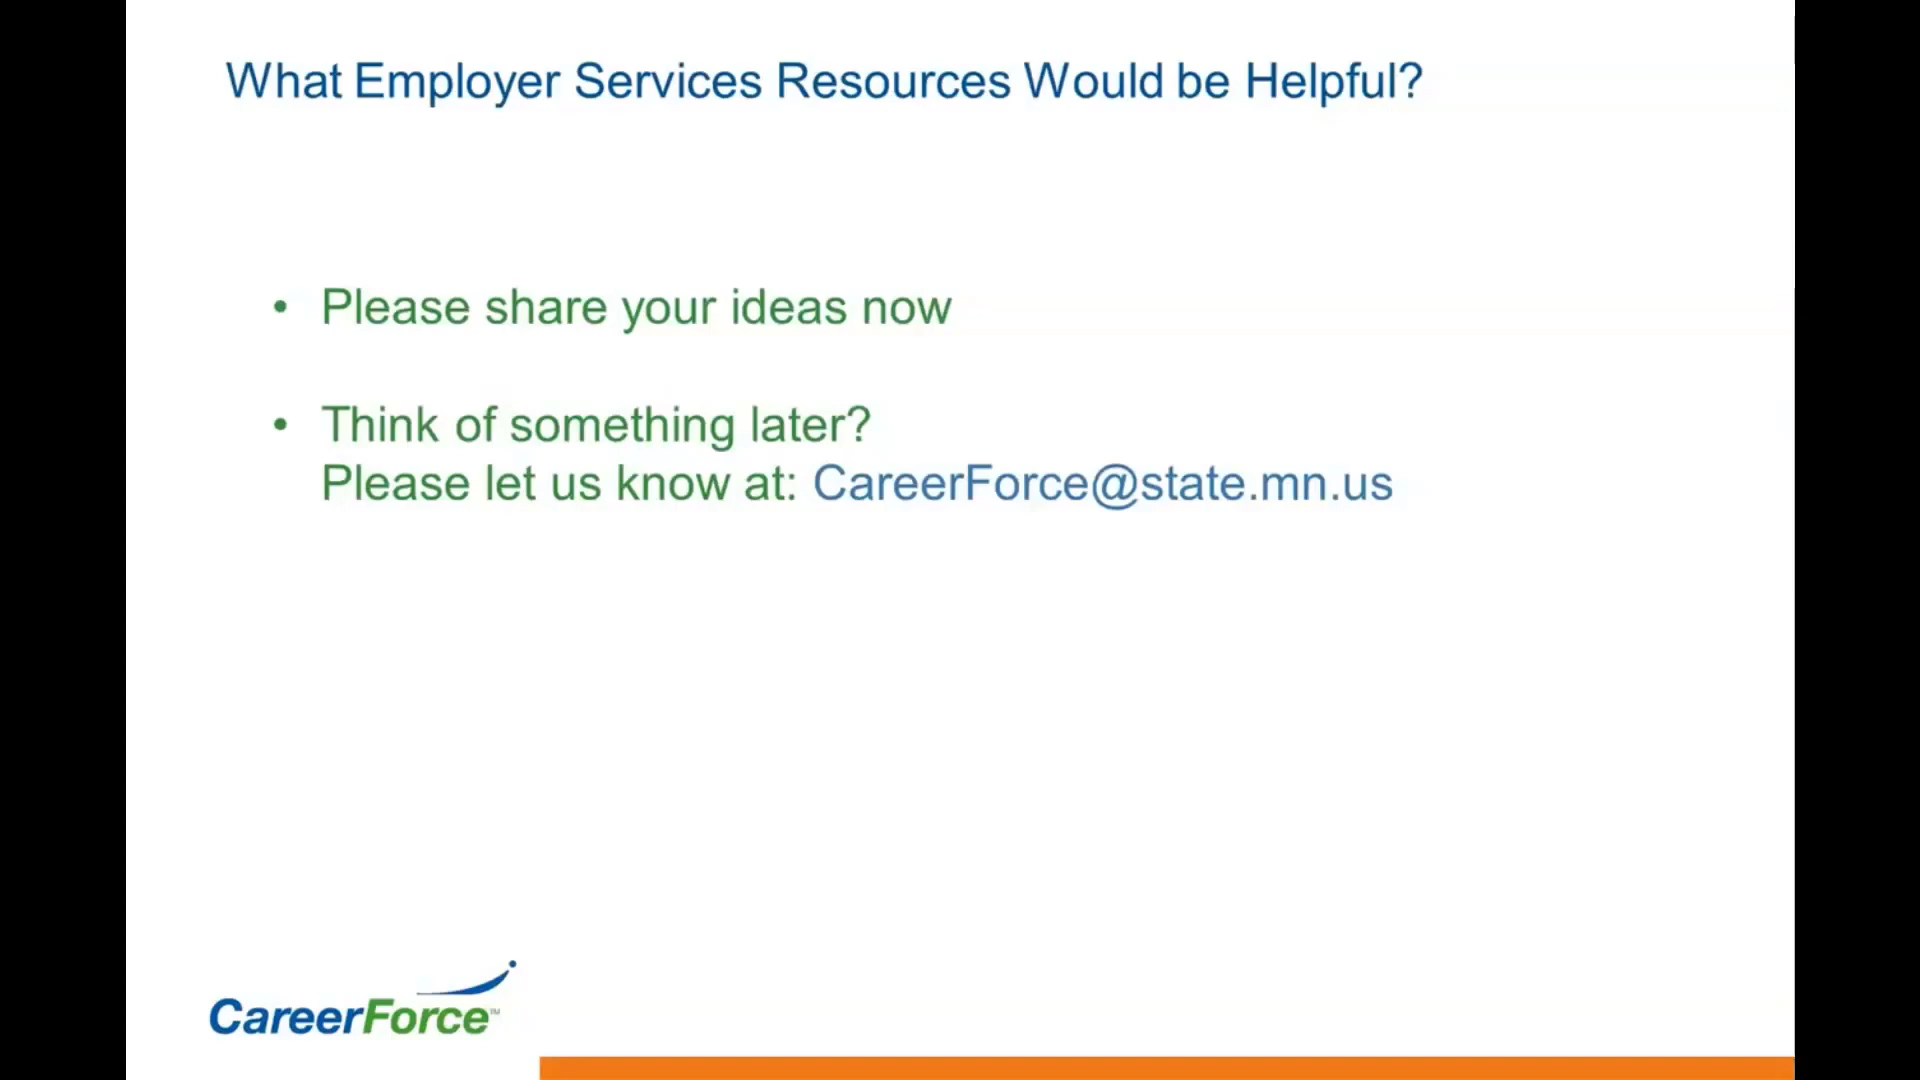 What Employer Services Resources Would be Helpful?
• Please share your ideas now
• Think of something later?
Please let us know at: CareerForce@state.mn.us
CareerForce™